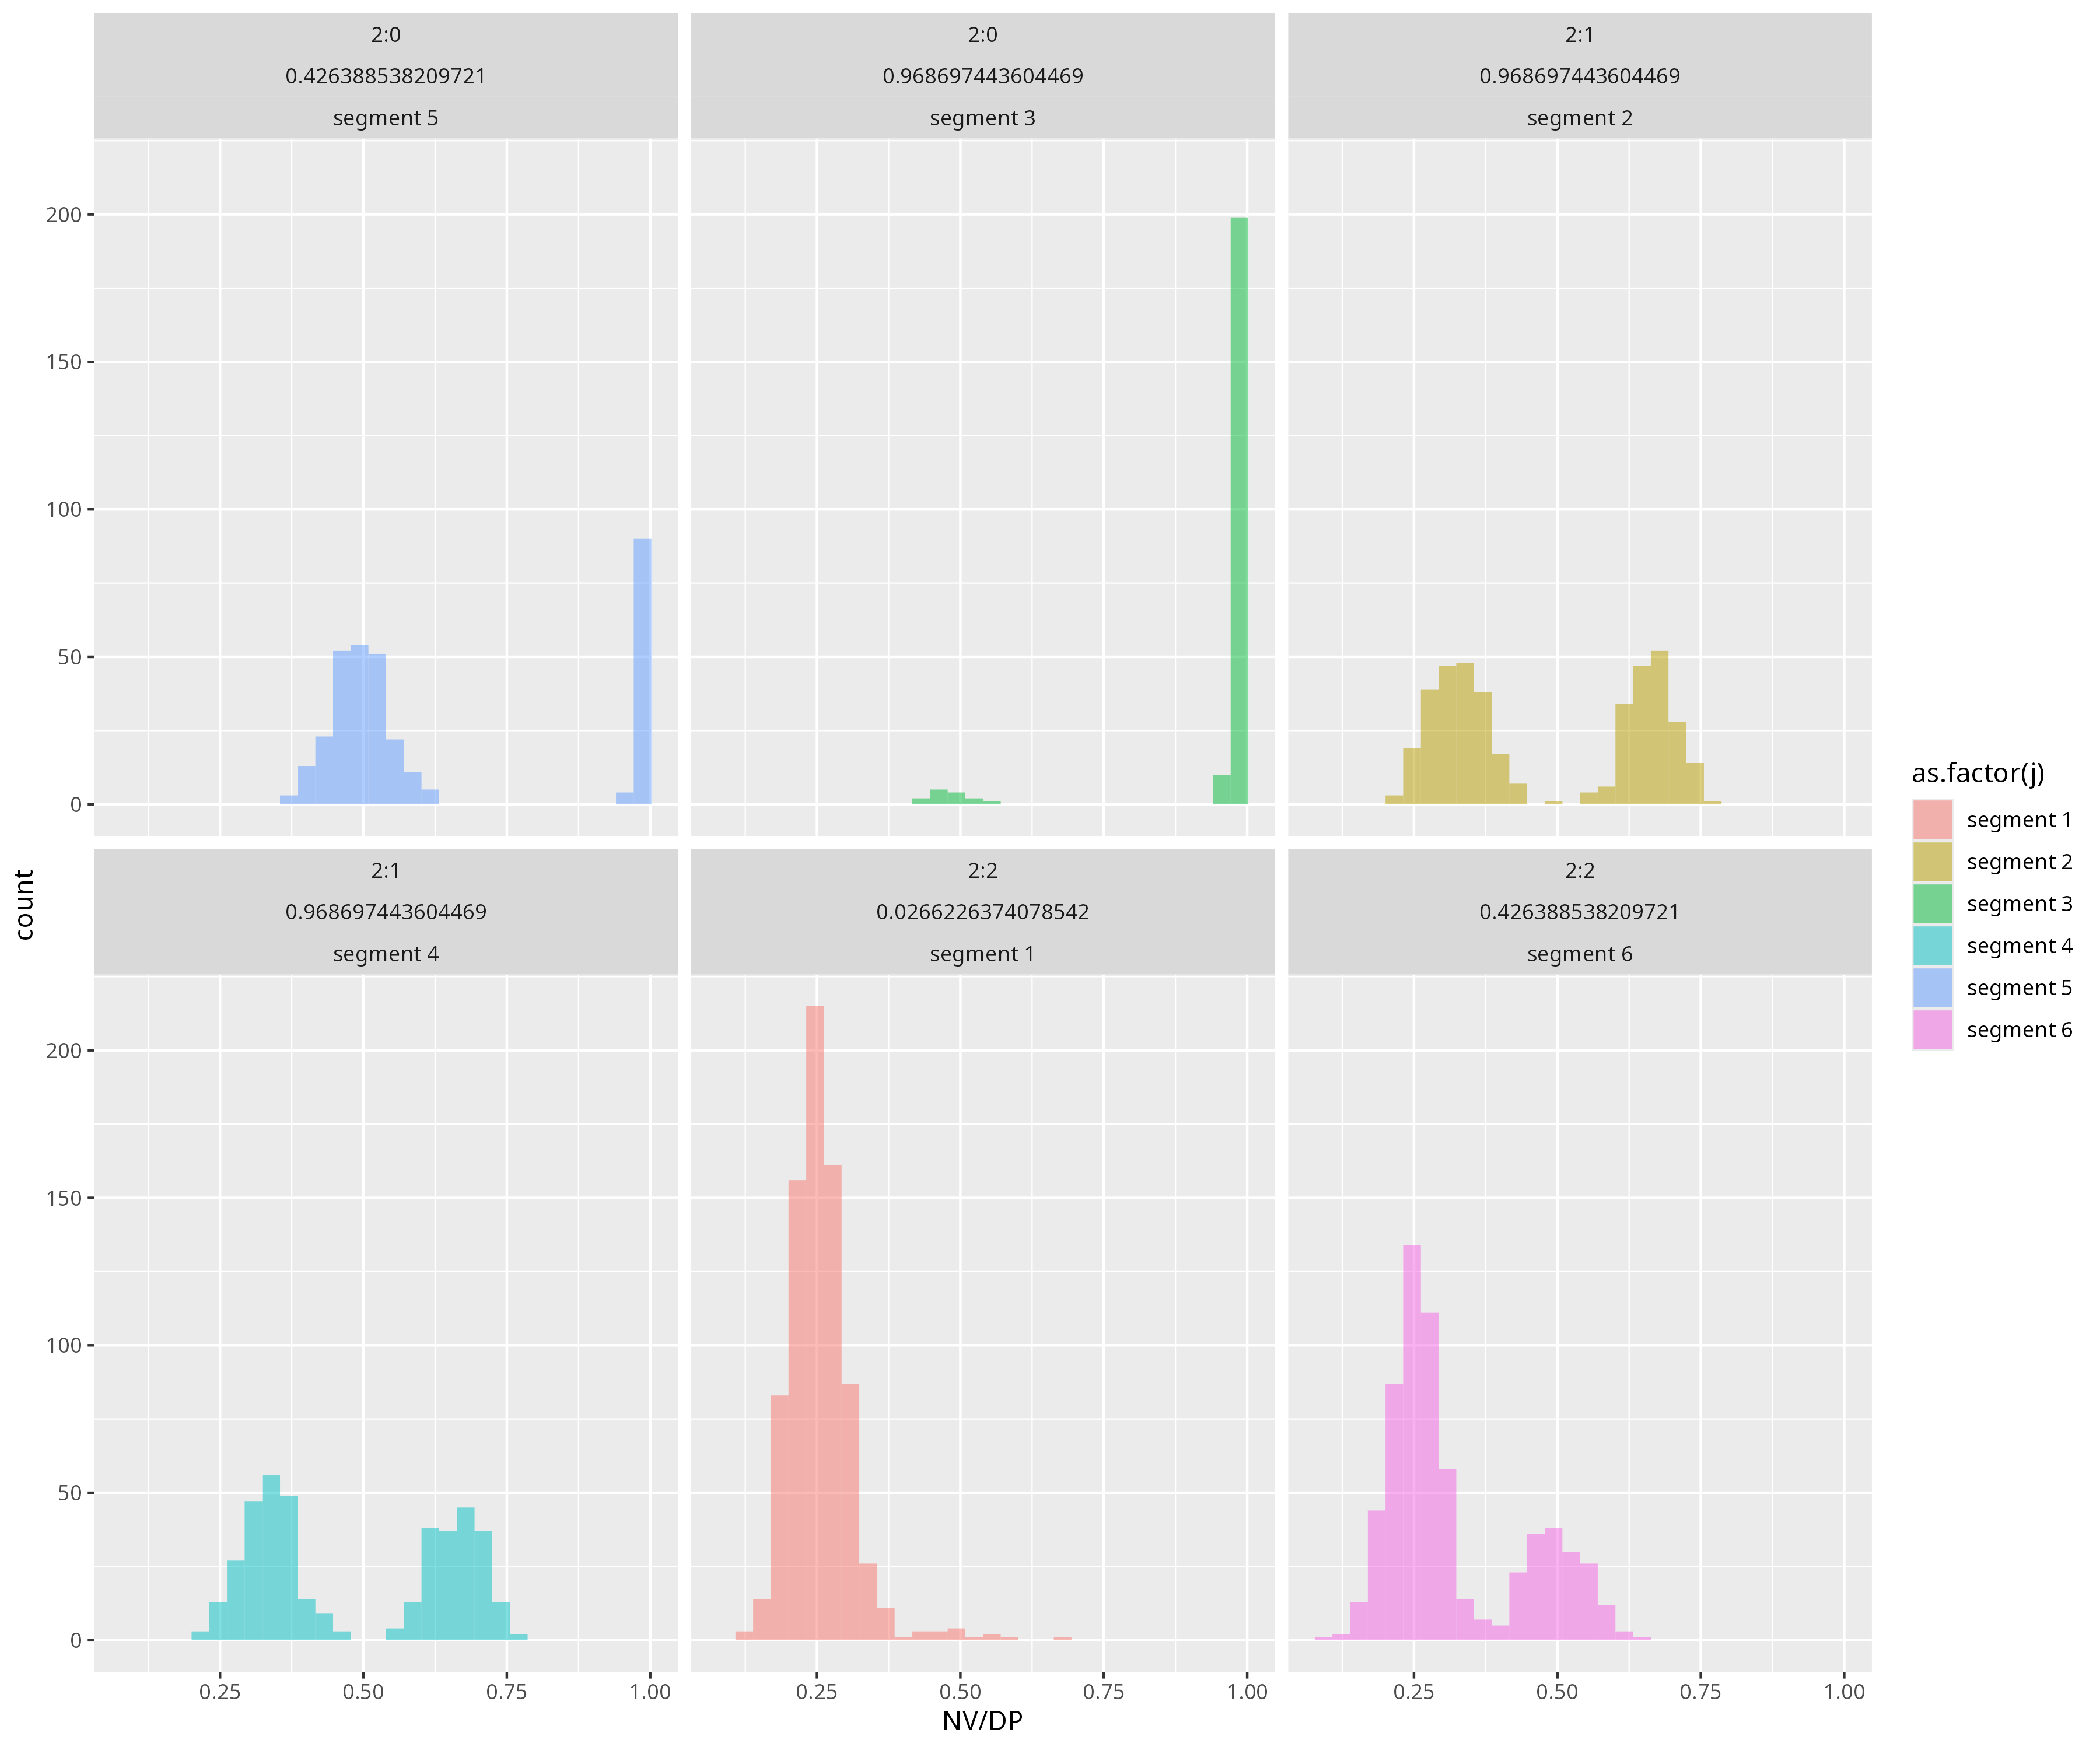 2:0
0.426388538209721
segment 5
2:0
0.968697443604469
segment 3
2:1
0.968697443604469
segment 2
200
150
100
50
0
2:1
0.968697443604469
segment 4
2:2
0.0266226374078542
segment 1
2:2
0.426388538209721
segment 6
200
150
100
50
0
0.25 0.50 0.75 1.00
0.25 0.50 0.75 1.00
0.25 0.50 0.75 1.00
NV/DP
count
as.factor(j)
segment 1
segment 2
segment 3
segment 4
segment 5
segment 6